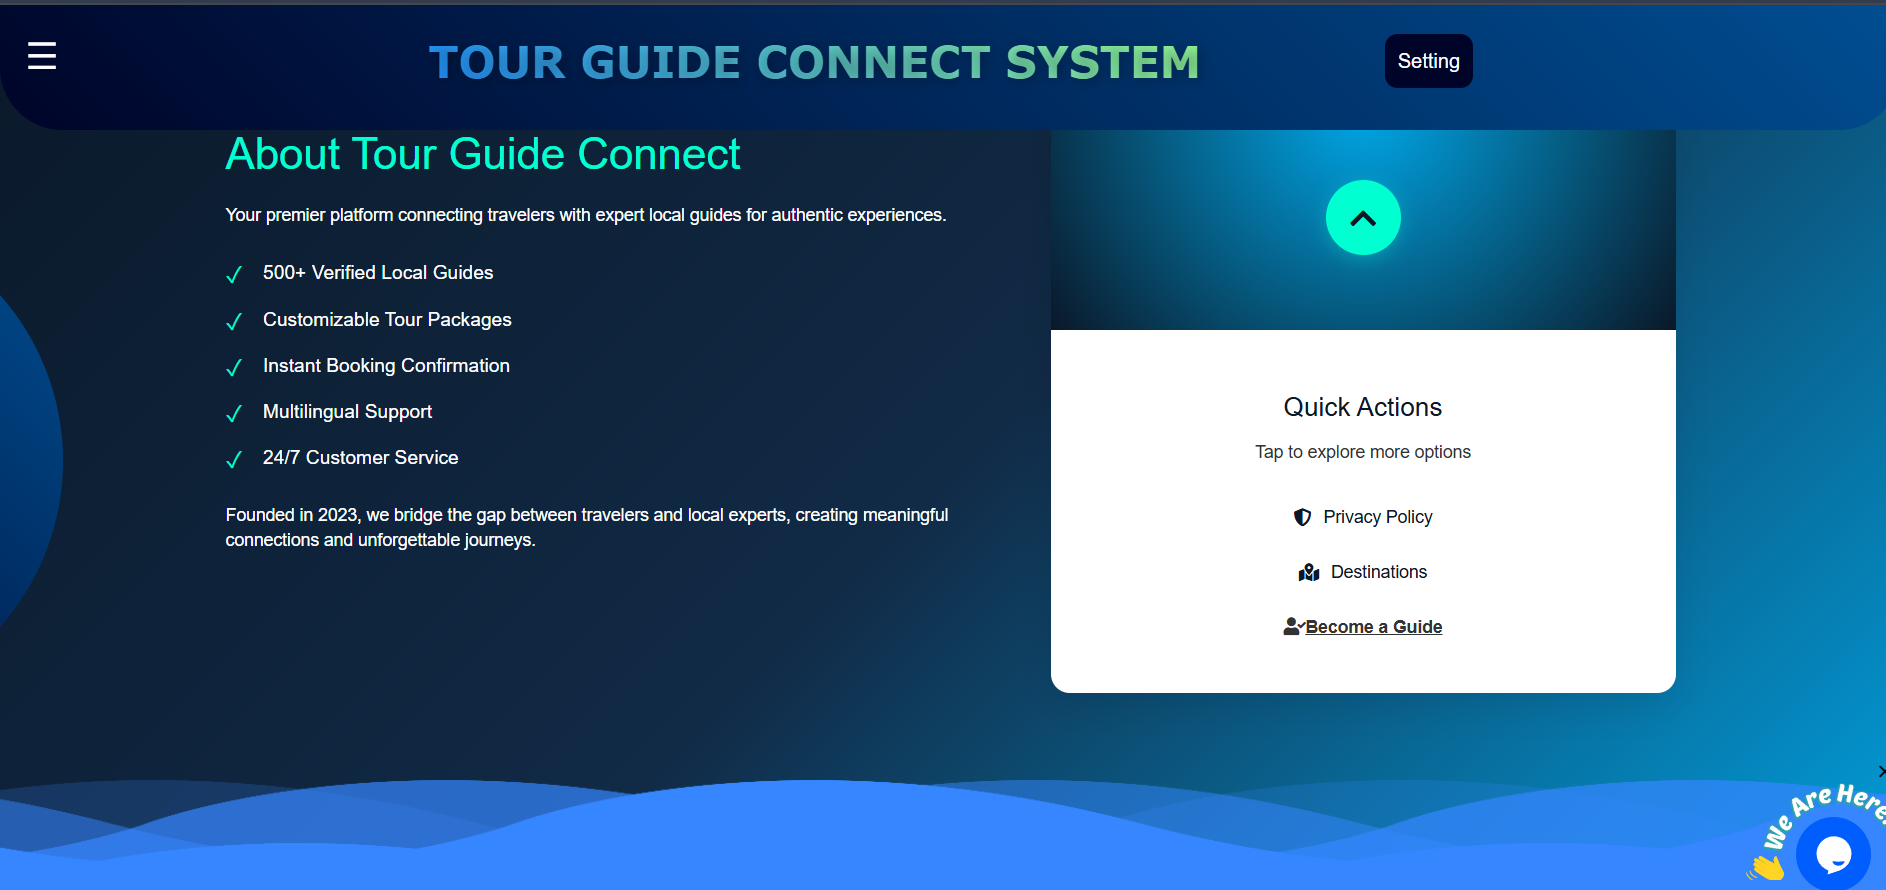 TOUR GUIDE CONNECT SYSTEM
Setting
About Tour Guide Connect
Your premier platform connecting travelers with expert local guides for authentic experiences.
500+ Verified Local Guides
Customizable Tour Packages
Instant Booking Confirmation
Multilingual Support
24/7 Customer Service
Founded in 2023, we bridge the gap between travelers and local experts, creating meaningful
connections and unforgettable journeys.
Quick Actions
Tap to explore more options
Privacy Policy
Destinations
Become a Guide
We Are Here!